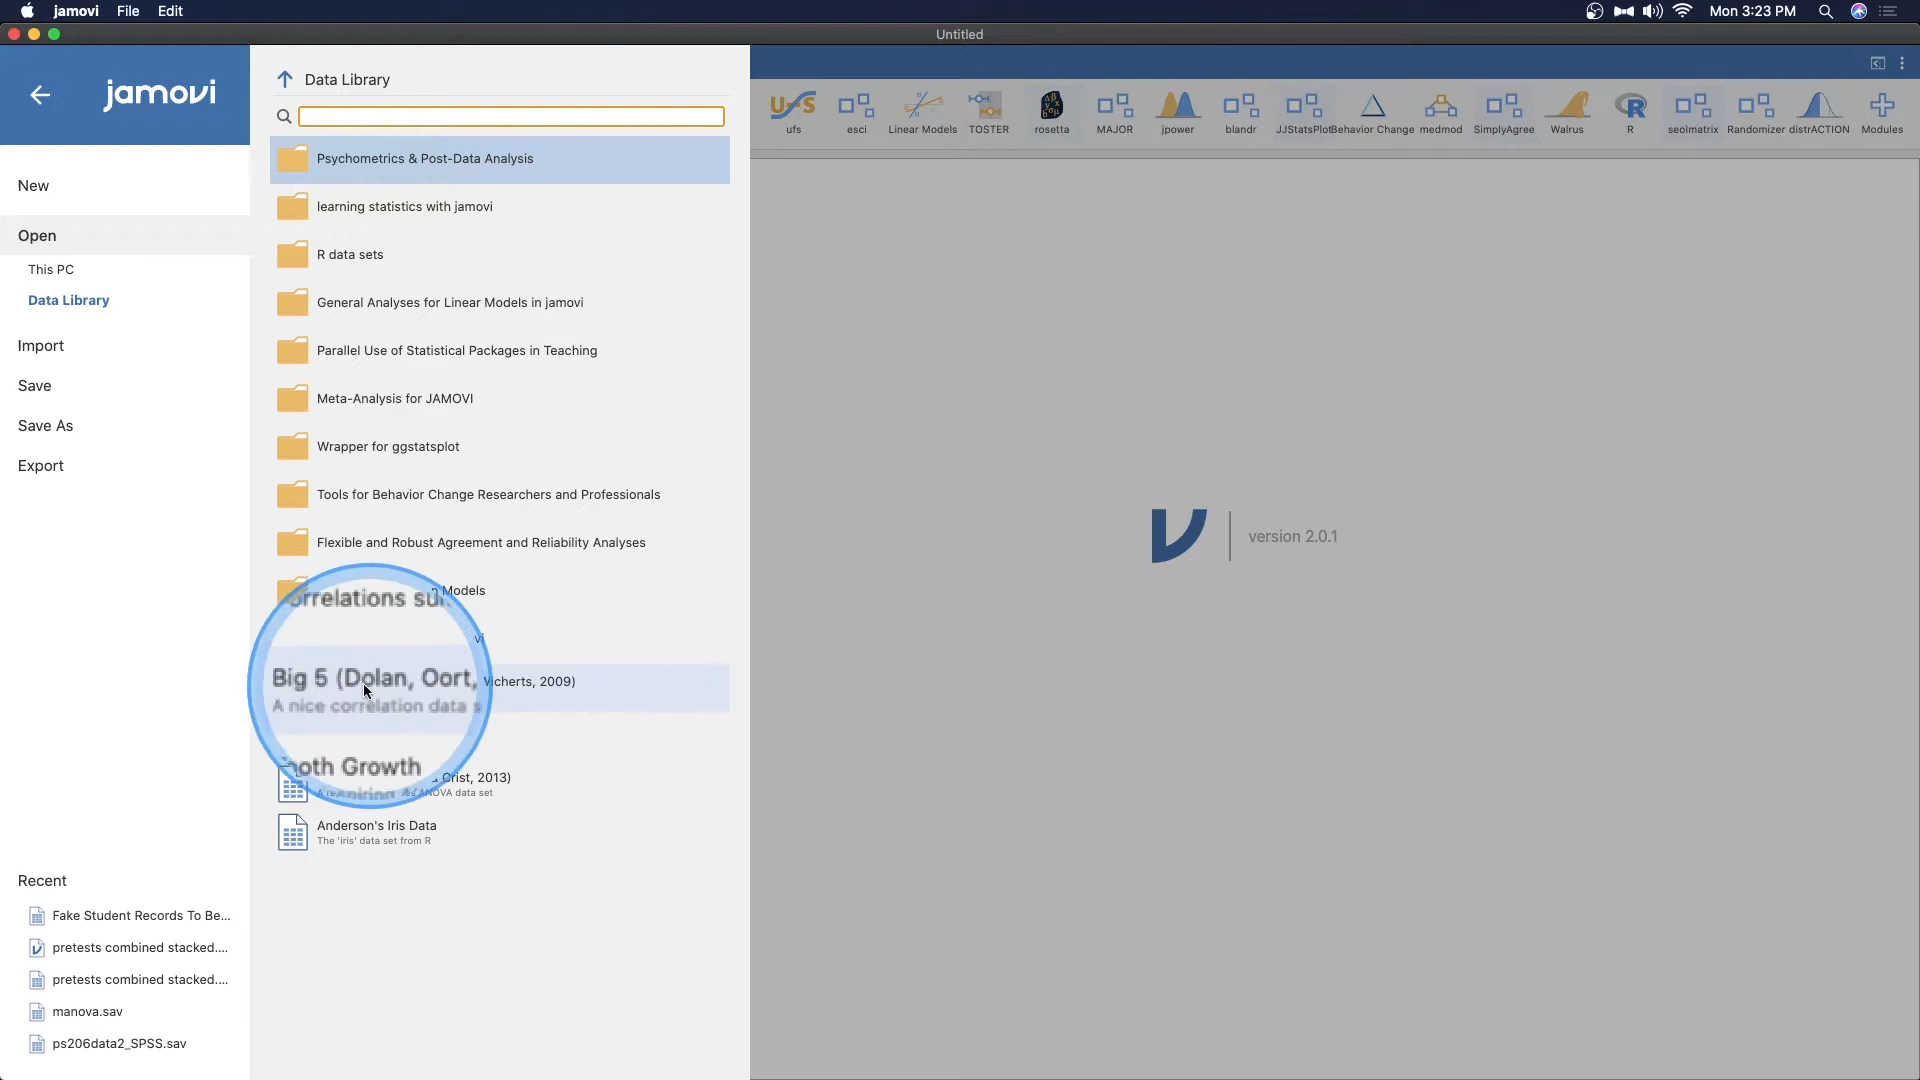 jamovi File Edit
Mon 3:23 PM
Untitled
jamovi
Data Library
ufs
esci
Linear Models
TOSTER
rosetta
MAJOR
jpower
blandr
JJStatsPlot
Behavior Change
medmod
SimplyAgree
Walrus
R
seolmatrix
Randomizer
distrACTION
Modules
New
Open
This PC
Data Library
Import
Save
Save As
Export
Psychometrics & Post-Data Analysis
learning statistics with jamovi
R data sets
General Analyses for Linear Models in jamovi
Parallel Use of Statistical Packages in Teaching
Meta-Analysis for JAMOVI
Wrapper for ggstatsplot
Tools for Behavior Change Researchers and Professionals
Flexible and Robust Agreement and Reliability Analyses
Models
vi
Big 5 (Dolan, Oort, Wicherts, 2009)
A nice correlation data s
ooth Growth
Crist, 2013)
ANOVA data set
Anderson's Iris Data
The 'iris' data set from R
version 2.0.1
Recent
Fake Student Records To Be...
pretests combined stacked....
pretests combined stacked....
manova.sav
ps206data2_SPSS.sav